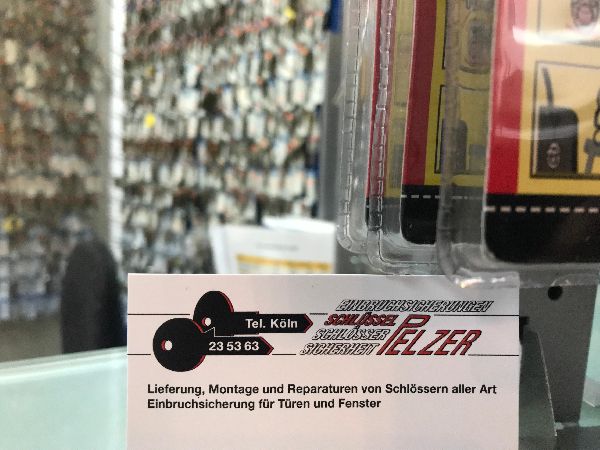 EINBRUCHSICHERUNGEN
SCHLÜSSEL
SCHLÖSSER
SICHERHEIT
PELZER
Tel. Köln
23 53 63
Lieferung, Montage und Reparaturen von Schlössern aller Art
Einbruchsicherung für Türen und Fenster